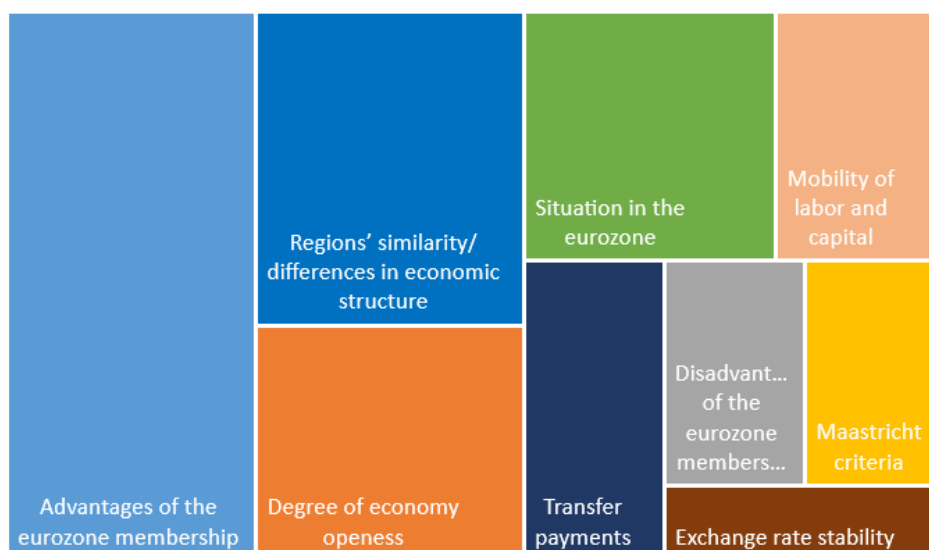 Advantages of the
eurozone membership
Regions’ similarity/
differences in economic
structure
Degree of economy
openess
Situation in the
eurozone
Mobility of
labor and
capital
Transfer
payments
Disadvant...
of the
eurozone
members...
Maastricht
criteria
Exchange rate stability